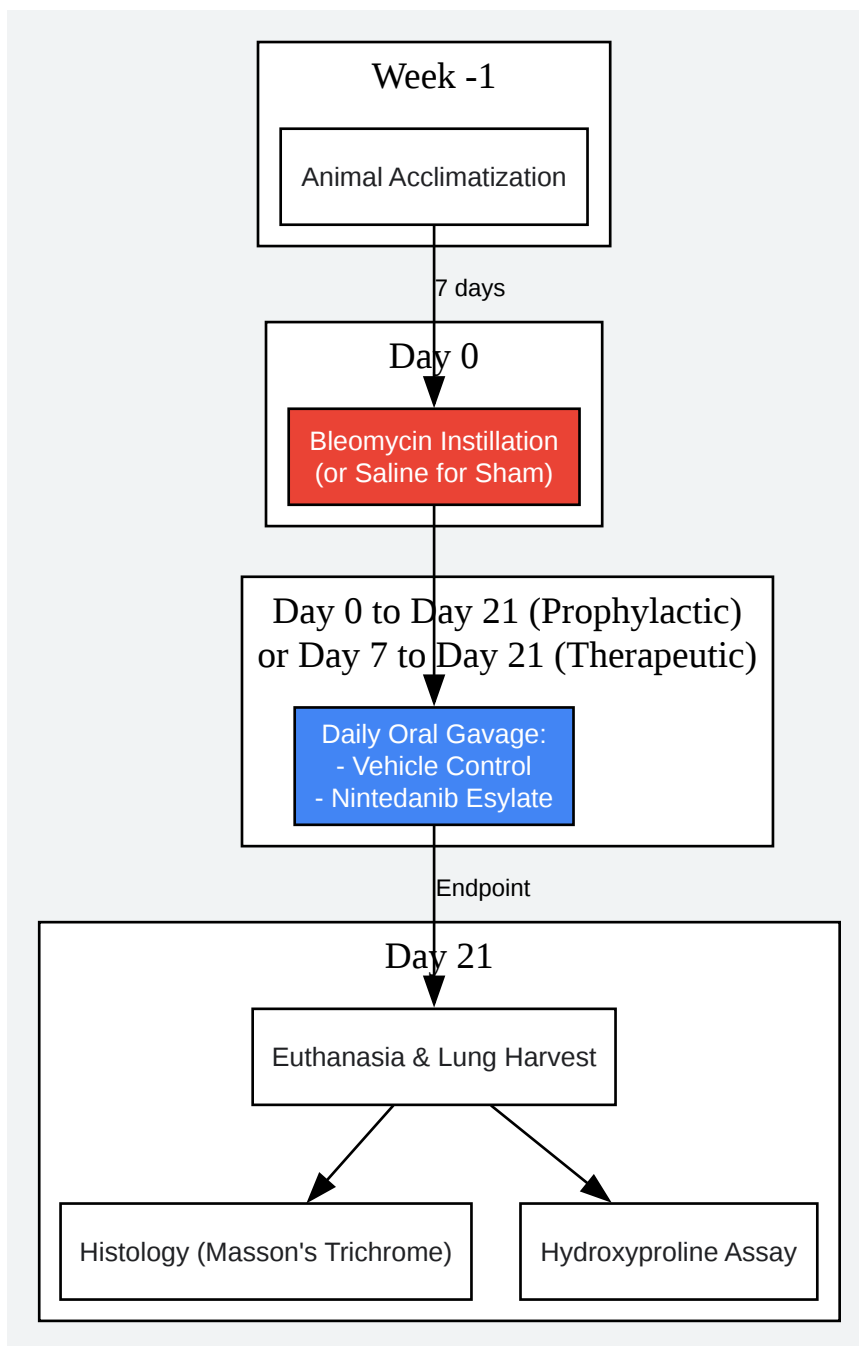 Week -1
Animal Acclimatization
7 days
Day 0
Bleomycin Instillation
(or Saline for Sham)
Day 0 to Day 21 (Prophylactic)
or Day 7 to Day 21 (Therapeutic)
Daily Oral Gavage:
- Vehicle Control
- Nintedanib Esylate
Endpoint
Day 21
Euthanasia & Lung Harvest
Histology (Masson's Trichrome)
Hydroxyproline Assay